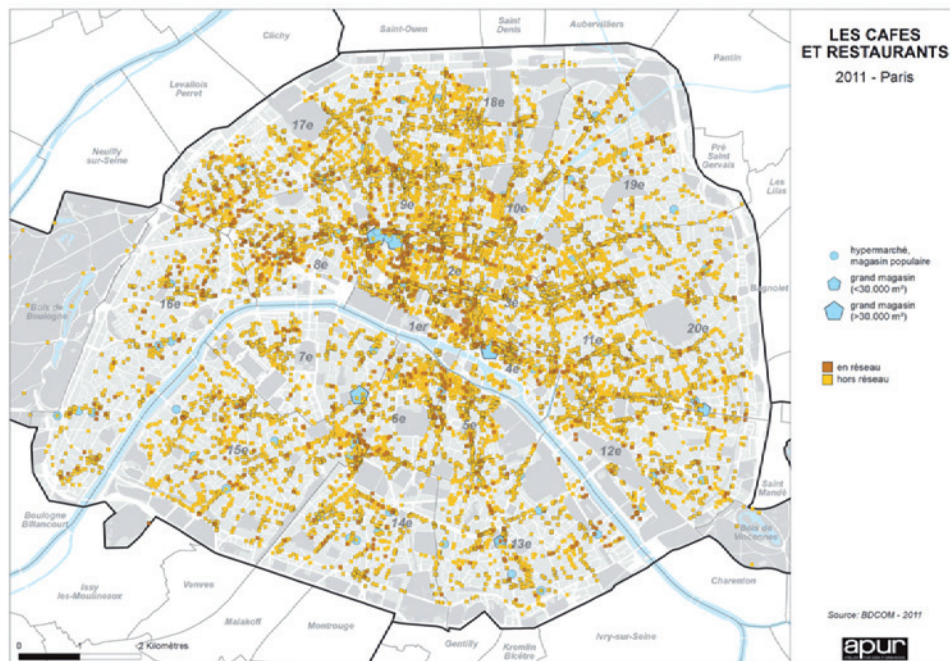 LES CAFES
ET RESTAURANTS
2011 - Paris
Clichy
Saint-Ouen
Saint
Denis
Aubervilliers
Pantin
Levallois
Perret
Neuilly
sur-Seine
Pré
Saint
Gervais
Les
Lilas
Bagnolet
Saint
Mandé
Bois de
Boulogne
Bois de
Vincennes
Charenton
Ivry-sur-Seine
Kremlin
Bicêtre
Gentilly
Montrouge
Malakoff
Vanves
Issy
les-Moulineaux
Boulogne
Billancourt
17e
18e
19e
9e
10e
8e
2e
3e
1er
16e
11e
20e
4e
7e
6e
5e
15e
12e
14e
13e
hypermarché,
magasin populaire
grand magasin
(<30.000 m²)
grand magasin
(>30.000 m²)
en réseau
hors réseau
0 1 2 Kilomètres
Source: BDCOM - 2011
apur